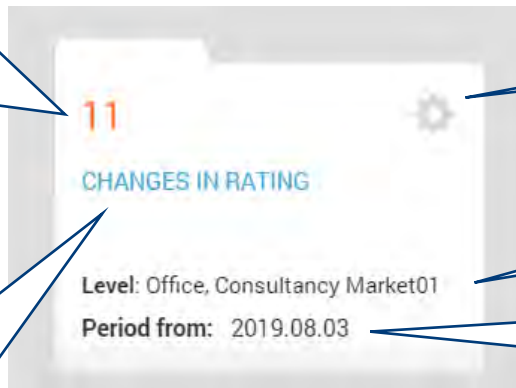 11
CHANGES IN RATING
Level: Office, Consultancy Market01
Period from: 2019.08.03